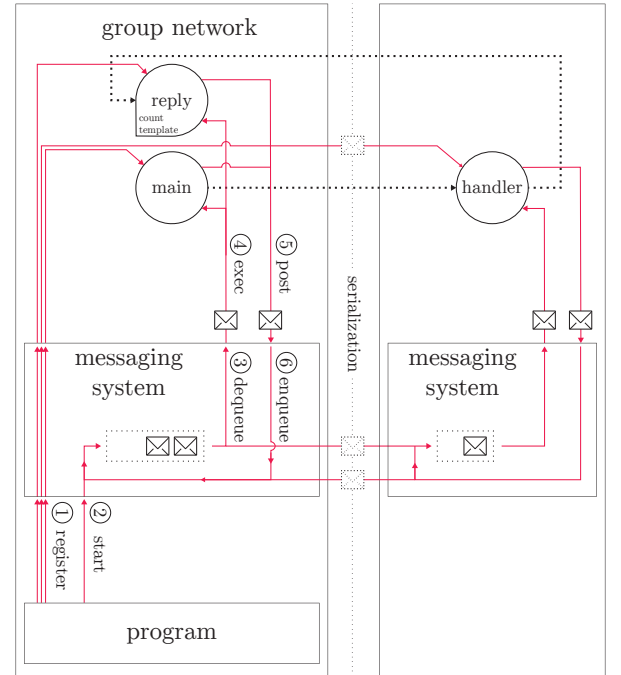 group network
reply
count
template
main
handler
④ exec
⑤ post
serialization
messaging
system
③ dequeue
⑥ enqueue
messaging
system
① register
② start
program